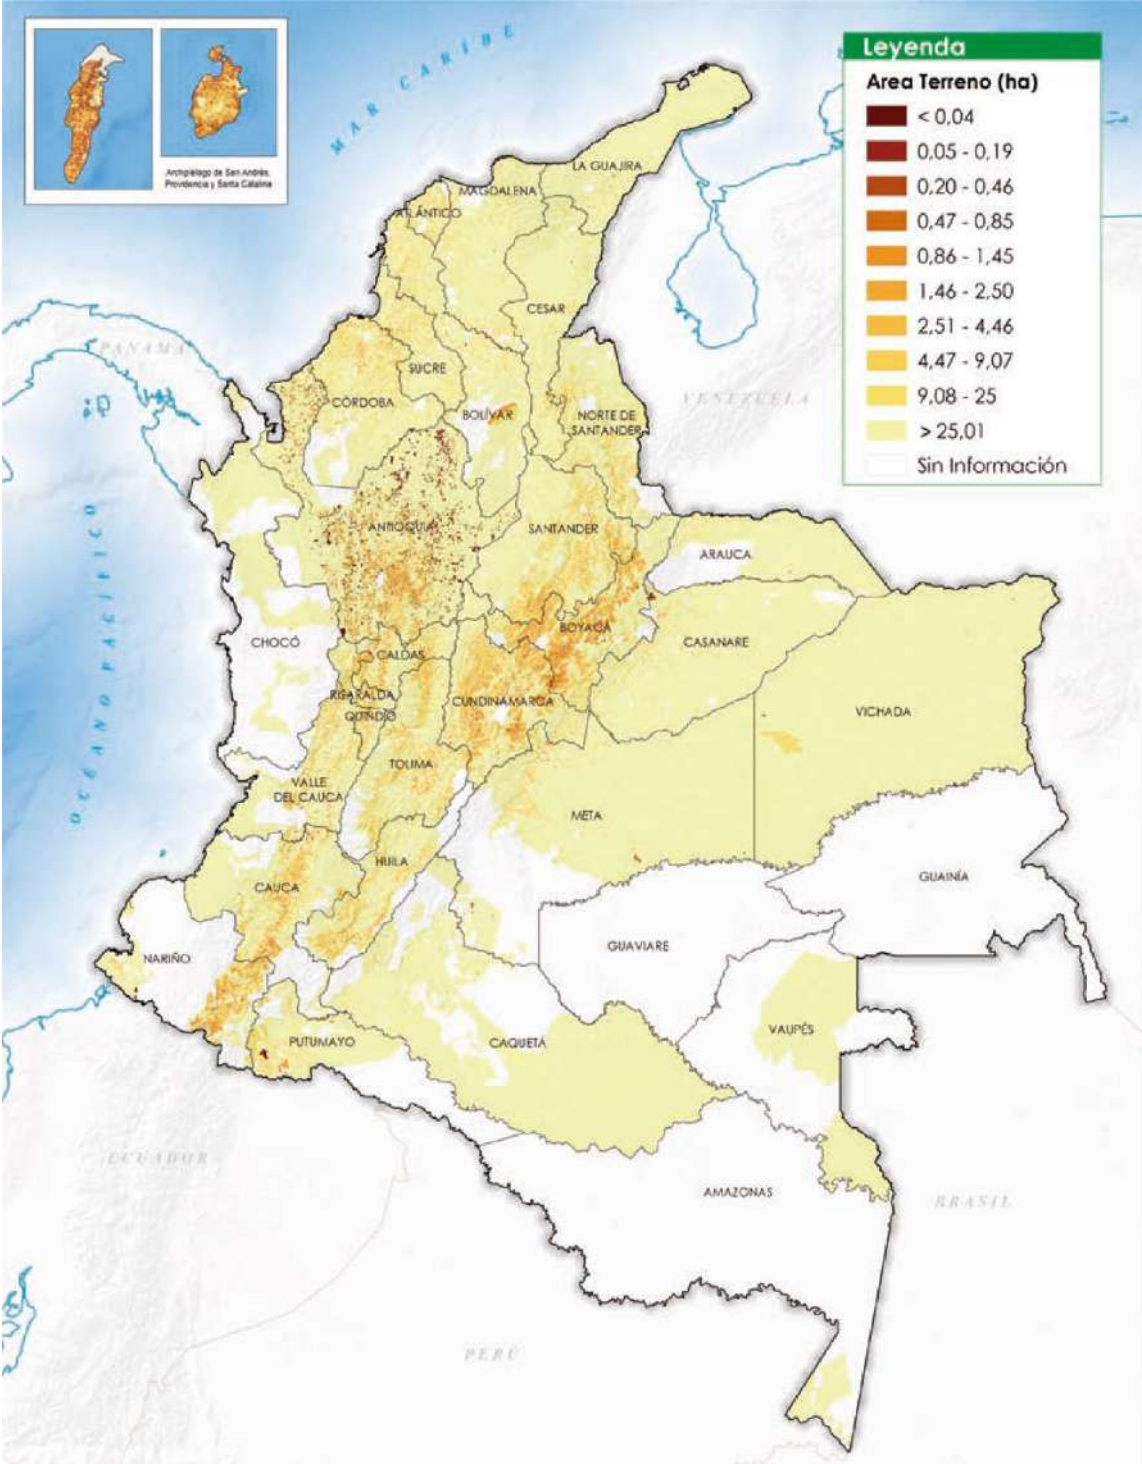 MAR CARIBE
Leyenda
Area Terreno (ha)
< 0,04
0,05 - 0,19
0,20 - 0,46
0,47 - 0,85
0,86 - 1,45
1,46 - 2,50
2,51 - 4,46
4,47 - 9,07
9,08 - 25
> 25,01
Sin Información
Archipiélago de San Andrés,
Providencia y Santa Catalina
LA GUAJIRA
MAGDALENA
ATLÁNTICO
CESAR
PANAMA
SUCRE
CÓRDOBA
BOLÍVAR
NORTE DE
SANTANDER
VENEZUELA
ANTIOQUIA
SANTANDER
ARAUCA
OCÉANO PACÍFICO
CHOCÓ
BOYACÁ
CASANARE
CALDAS
RISARALDA
QUINDÍO
CUNDINAMARCA
VICHADA
TOLIMA
VALLE
DEL CAUCA
META
HUILA
CAUCA
GUAINÍA
NARIÑO
GUAVIARE
VAUPÉS
PUTUMAYO
CAQUETÁ
ECUADOR
AMAZONAS
BRASIL
PERÚ